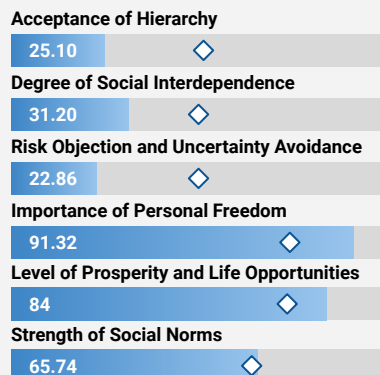 Acceptance of Hierarchy
25.10
Degree of Social Interdependence
31.20
Risk Objection and Uncertainty Avoidance
22.86
Importance of Personal Freedom
91.32
Level of Prosperity and Life Opportunities
84
Strength of Social Norms
65.74